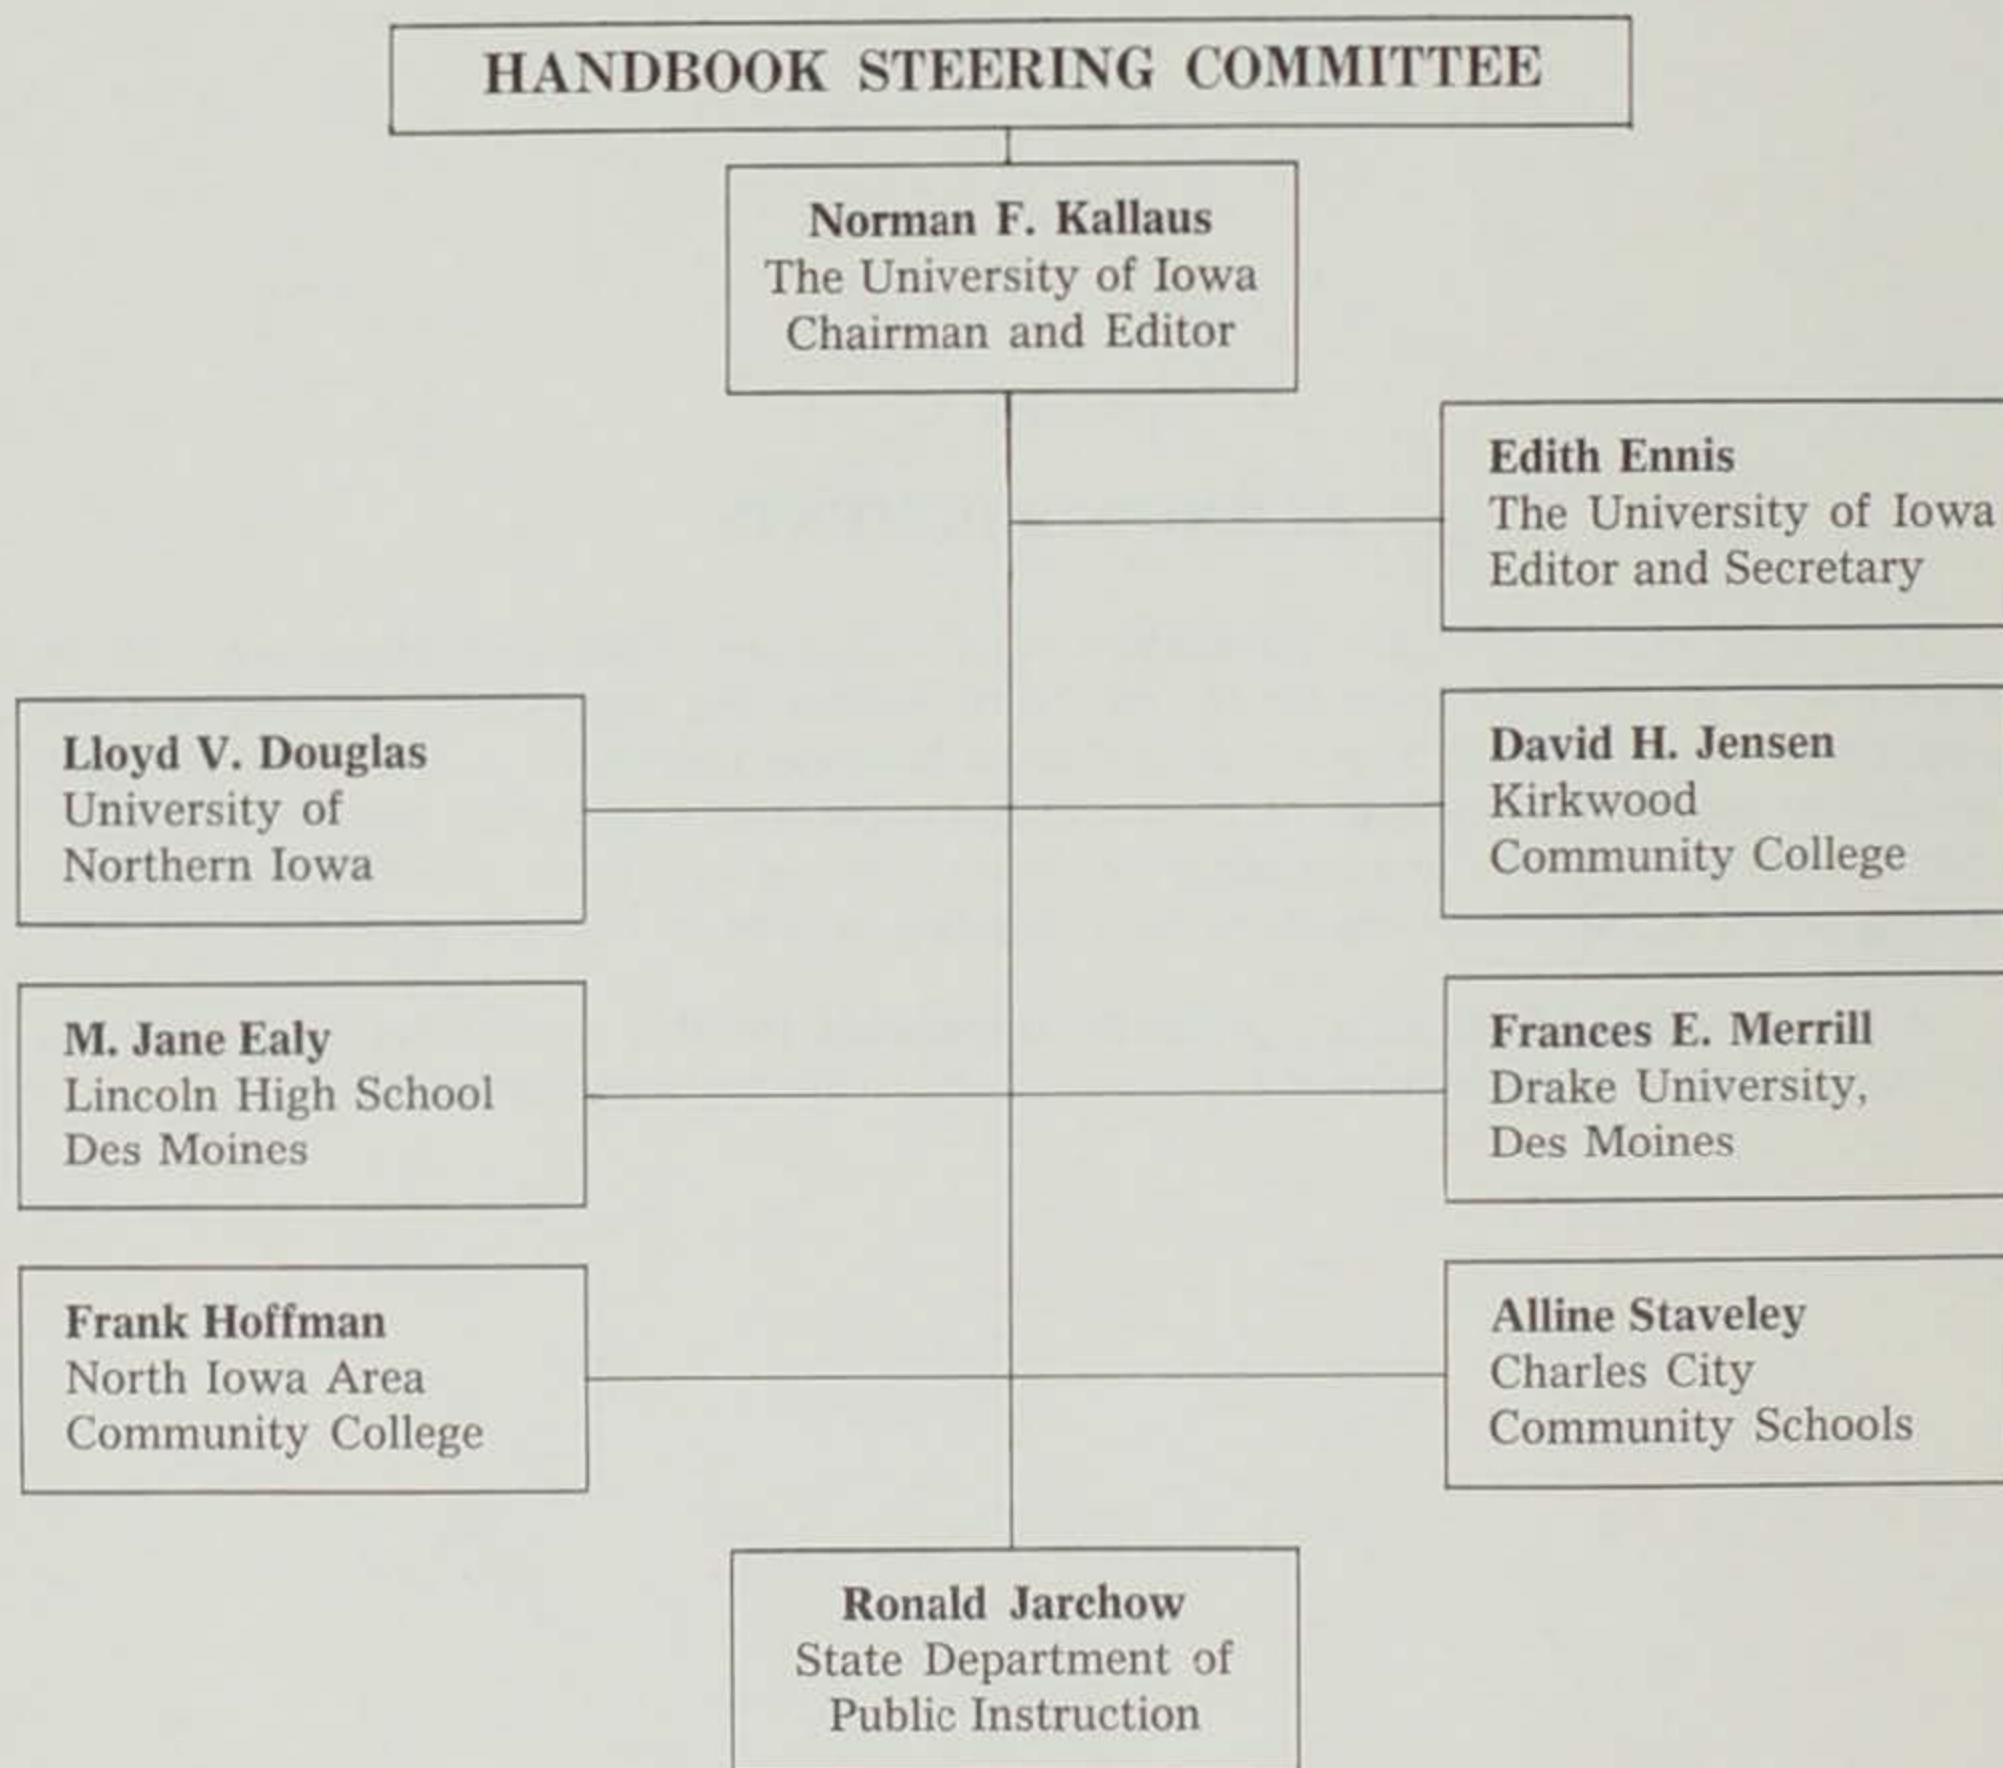 HANDBOOK STEERING COMMITTEE
Norman F. Kallaus
The University of Iowa
Chairman and Editor
Edith Ennis
The University of Iowa
Editor and Secretary
Lloyd V. Douglas
University of
Northern Iowa
David H. Jensen
Kirkwood
Community College
M. Jane Ealy
Lincoln High School
Des Moines
Frances E. Merrill
Drake University,
Des Moines
Frank Hoffman
North Iowa Area
Community College
Alline Staveley
Charles City
Community Schools
Ronald Jarchow
State Department of
Public Instruction